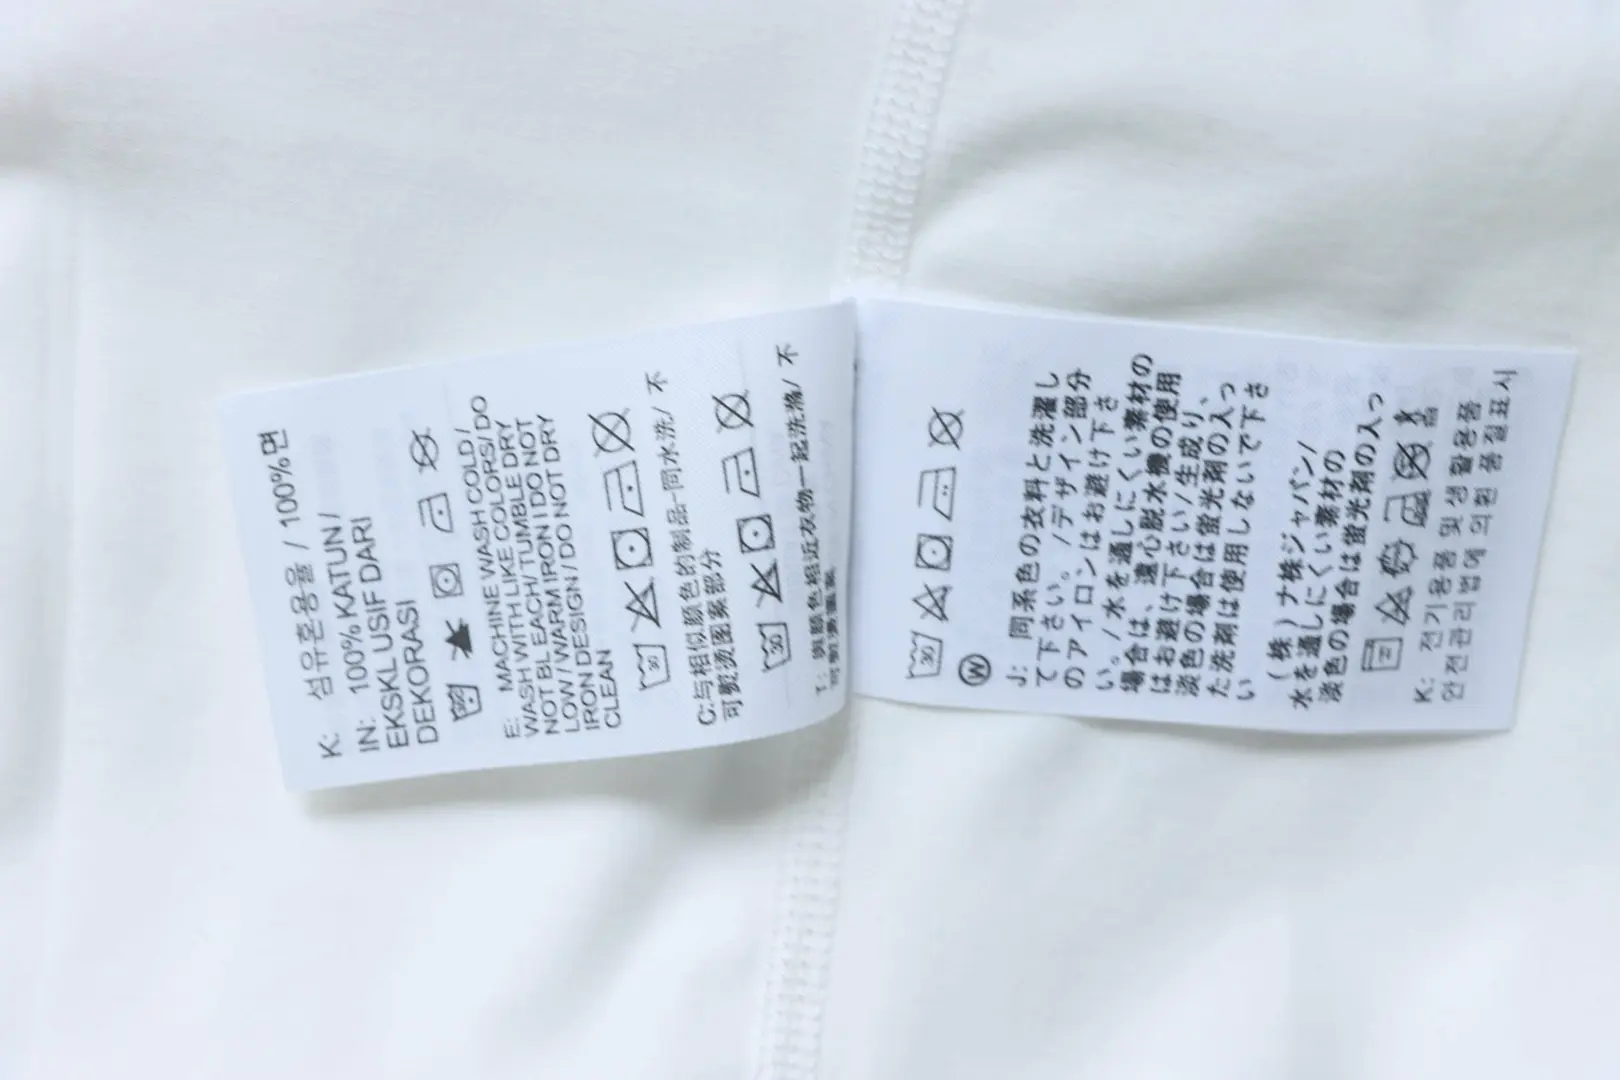 K: 섬유혼용율 / 100%면
IN: 100% KATUN /
EKSKLUSIF DARI
DEKORASI
E: MACHINE WASH COLD /
WASH WITH LIKE COLORS/ DO
NOT BLEACH/ TUMBLE DRY
LOW / WARM IRON / DO NOT
IRON DESIGN / DO NOT DRY
CLEAN
30
C:与相似颜色的制品一同水洗/ 不
可熨烫图案部分
30
T: 與顏色相近衣物一起洗滌/ 不
可熨燙圖
30
W
J: 同系色の衣料と洗濯し
て下さい。/デザイン部分
のアイロンはお避け下さ
い。/ 水を通しにくい素材の
場合は、遠心脱水機の使用
はお避け下さい / 生成り、
淡色の場合は蛍光剤の入っ
た洗剤は使用しないで下さ
い
(株)ナ株ジャパン/
水を通しにくい素材の
淡色の場合は蛍光剤の入っ
K: 전기용품 및 생활용품
안전관리법에 의된 품질표시